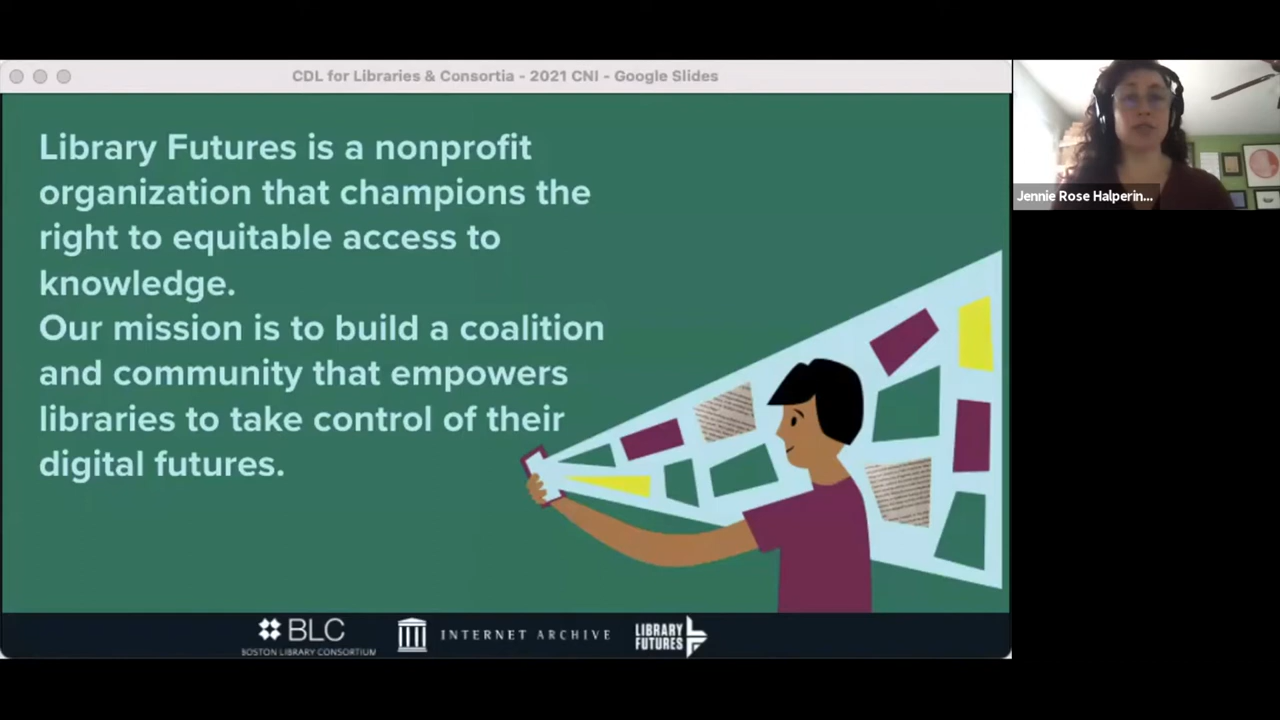 CDL for Libraries & Consortia - 2021 CNI - Google Slides
Library Futures is a nonprofit
organization that champions the
right to equitable access to
knowledge.
Our mission is to build a coalition
and community that empowers
libraries to take control of their
digital futures.
Jennie Rose Halperin...
BLC
BOSTON LIBRARY CONSORTIUM
INTERNET ARCHIVE
LIBRARY
FUTURES